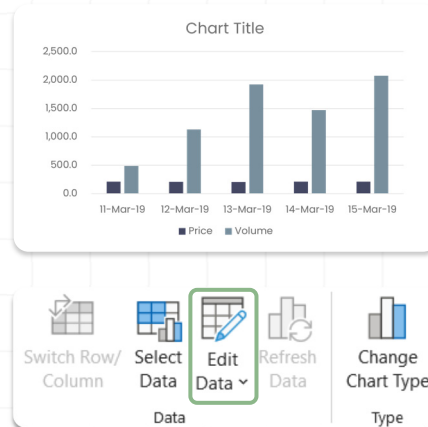 Chart Title
2,500.0
2,000.0
1,500.0
1,000.0
500.0
0.0
11-Mar-19 12-Mar-19 13-Mar-19 14-Mar-19 15-Mar-19
Price Volume
Switch Row/
Column
Select
Data
Edit
Data
Refresh
Data
Change
Chart Type
Data
Type